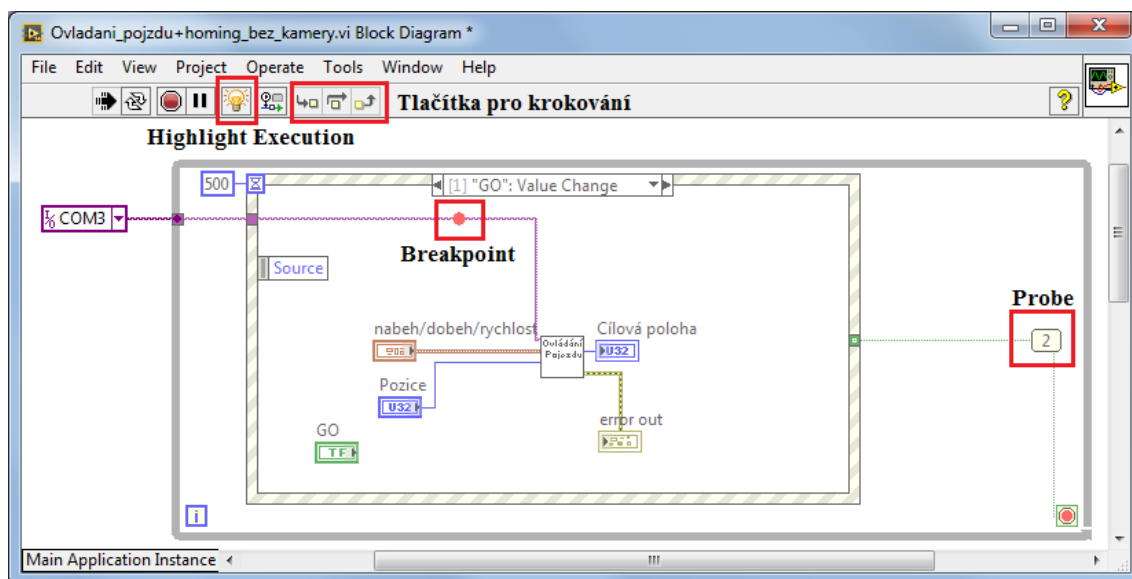 Ovladani_pojzdu+homing_bez_kamery.vi Block Diagram *
File Edit View Project Operate Tools Window Help
Tlačítka pro krokování
Highlight Execution
500
[1] "GO": Value Change
COM3
Breakpoint
Source
Probe
2
nabeh/dobeh/rychlost
Cílová poloha
Ovládání
Pojezdu
U32
Pozice
U32
GO
TF
error out
i
Main Application Instance